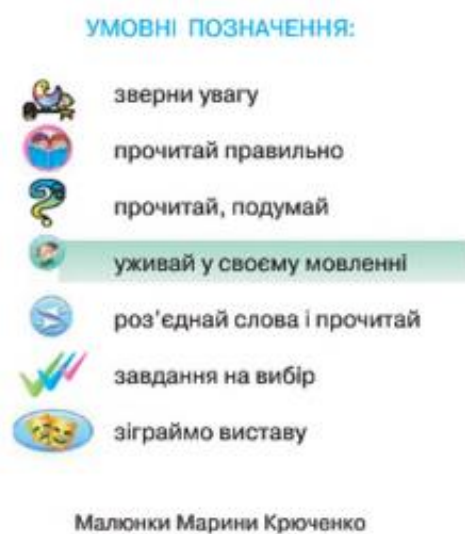 УМОВНІ ПОЗНАЧЕННЯ:
зверни увагу
прочитай правильно
прочитай, подумай
уживай у своєму мовленні
роз'єднай слова і прочитай
завдання на вибір
зіграймо виставу
Малюнки Марини Крюченко